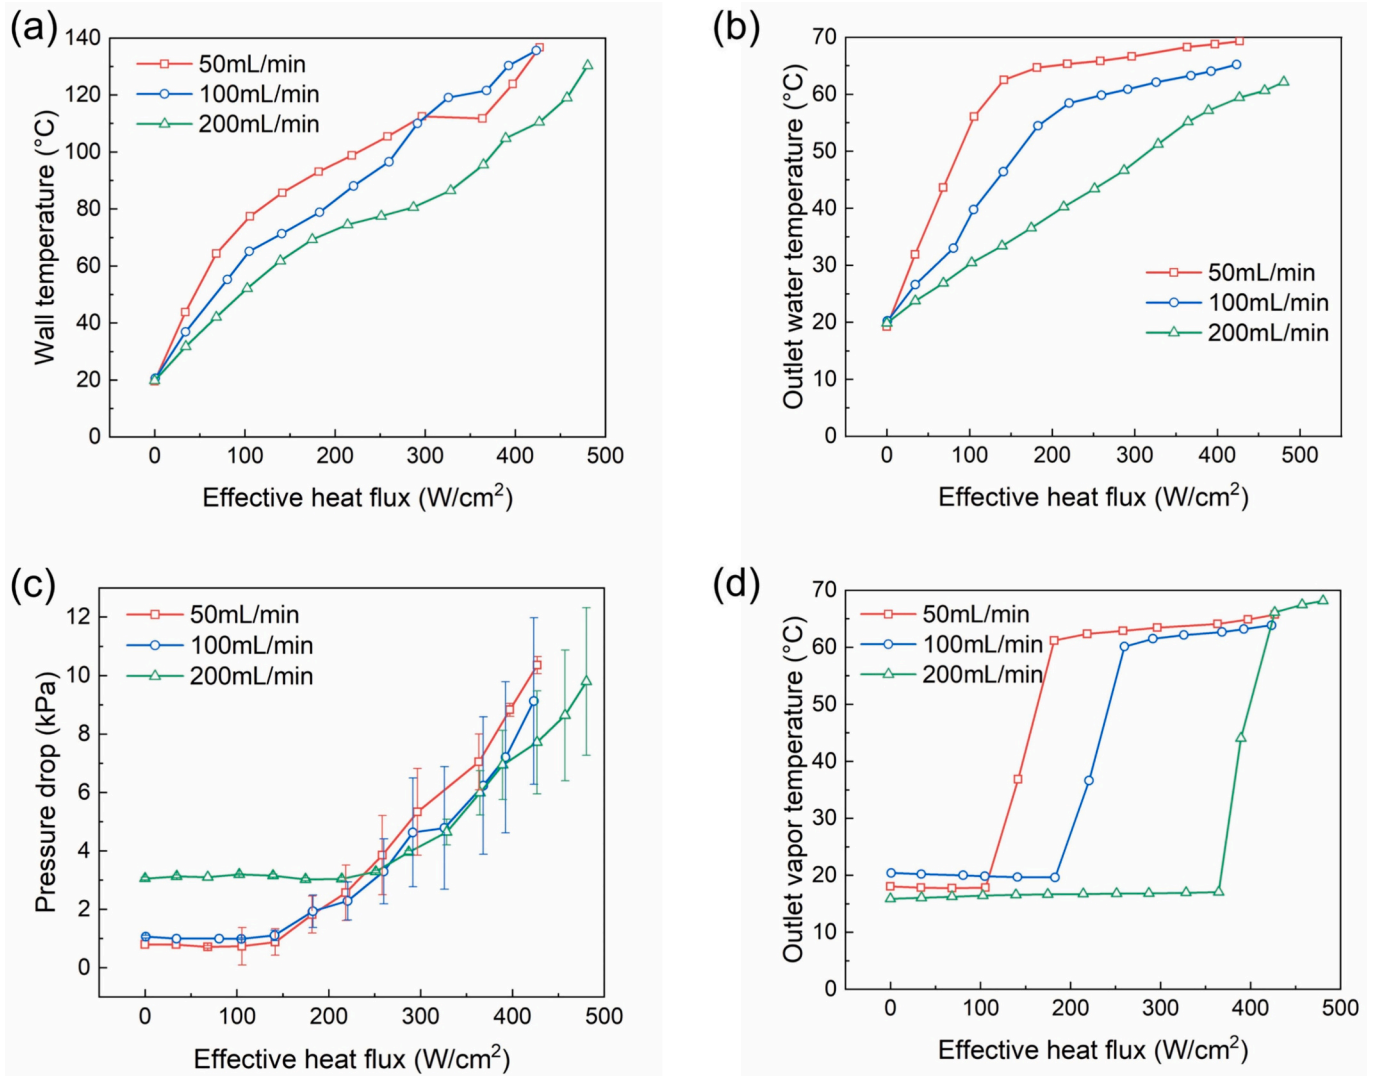 (a)
140
120
100
80
60
40
20
0
Wall temperature (°C)
50mL/min
100mL/min
200mL/min
0 100 200 300 400 500
Effective heat flux (W/cm²)
(b)
70
60
50
40
30
20
10
0
Outlet water temperature (°C)
50mL/min
100mL/min
200mL/min
0 100 200 300 400 500
Effective heat flux (W/cm²)
(c)
12
10
8
6
4
2
0
Pressure drop (kPa)
50mL/min
100mL/min
200mL/min
0 100 200 300 400 500
Effective heat flux (W/cm²)
(d)
70
60
50
40
30
20
10
0
Outlet vapor temperature (°C)
50mL/min
100mL/min
200mL/min
0 100 200 300 400 500
Effective heat flux (W/cm²)